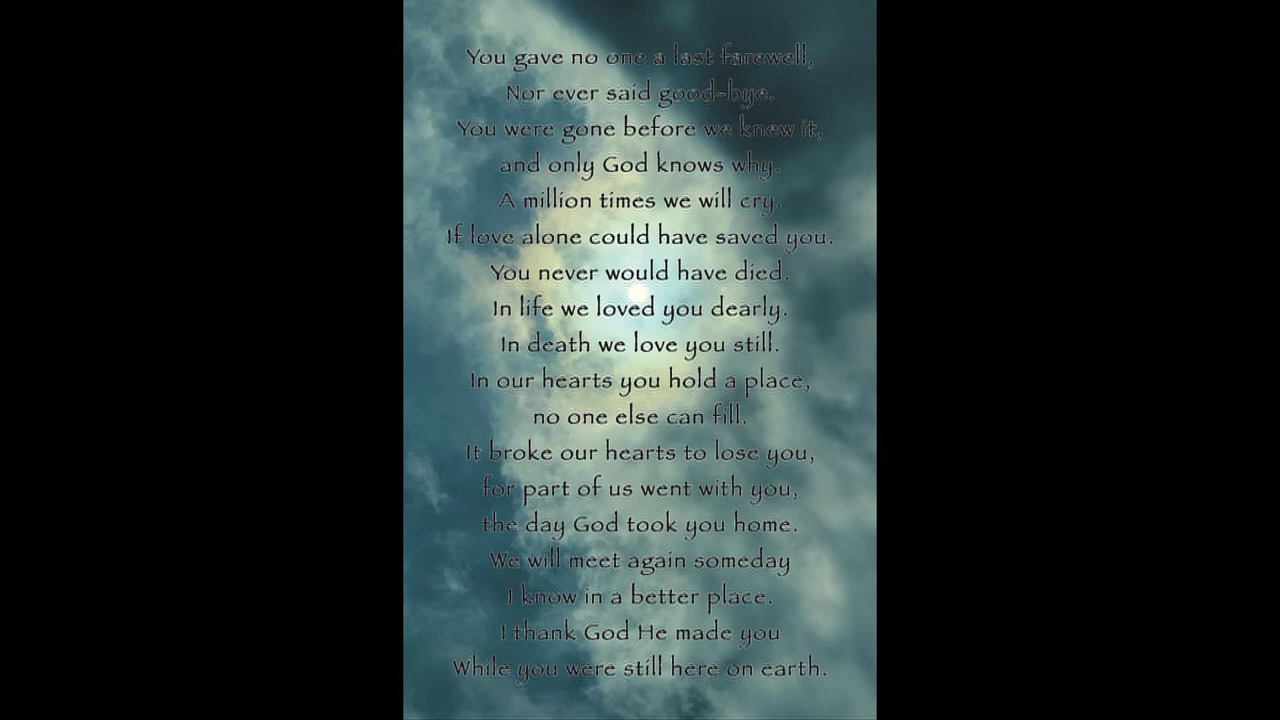 You gave no one a last farewell,
Nor ever said good-bye.
You were gone before we knew it,
and only God knows why.
A million times we will cry.
If love alone could have saved you.
You never would have died.
In life we loved you dearly.
In death we love you still.
In our hearts you hold a place,
no one else can fill.
It broke our hearts to lose you,
for part of us went with you,
the day God took you home.
We will meet again someday
I know in a better place.
I thank God He made you
While you were still here on earth.